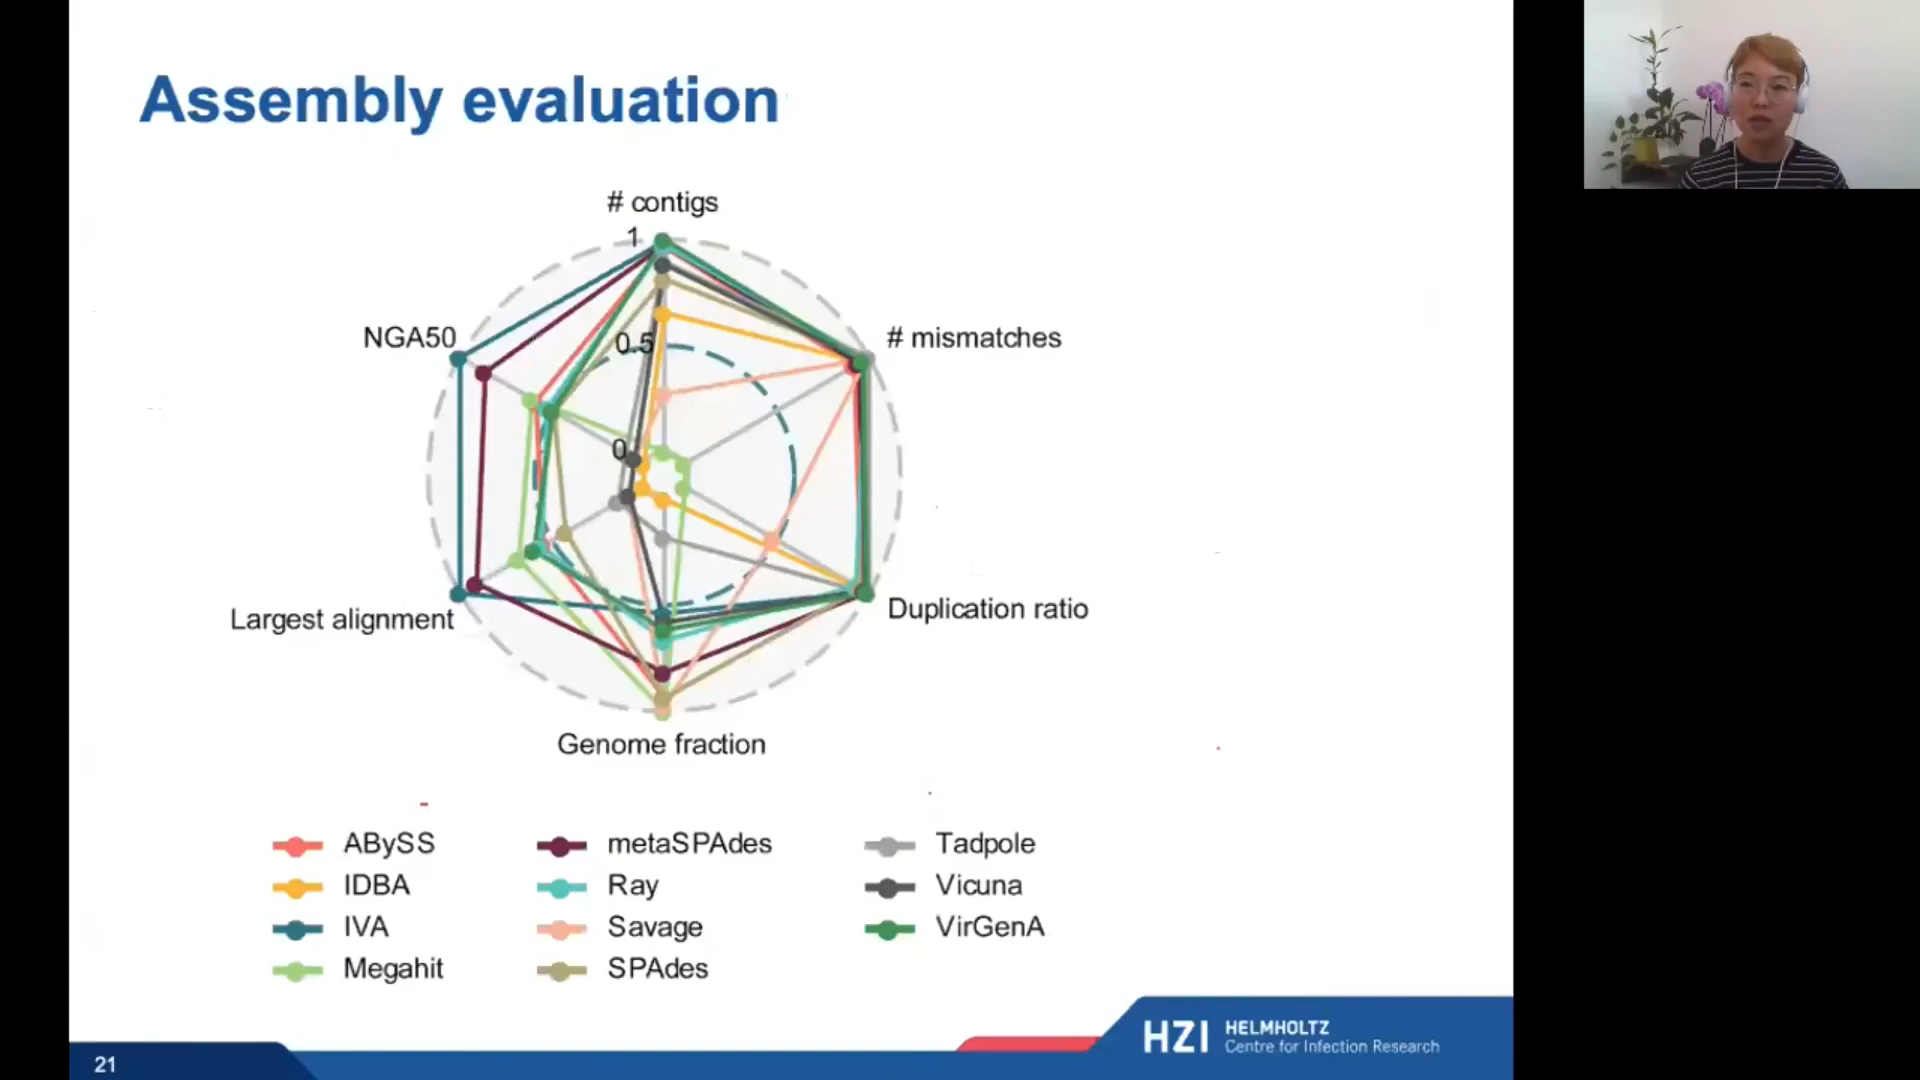 Assembly evaluation
# contigs
1
NGA50
0.5
# mismatches
0
Largest alignment
Duplication ratio
Genome fraction
ABySS
metaSPAdes
Tadpole
IDBA
Ray
Vicuna
IVA
Savage
VirGenA
Megahit
SPAdes
HZI
HELMHOLTZ
Centre for Infection Research
21